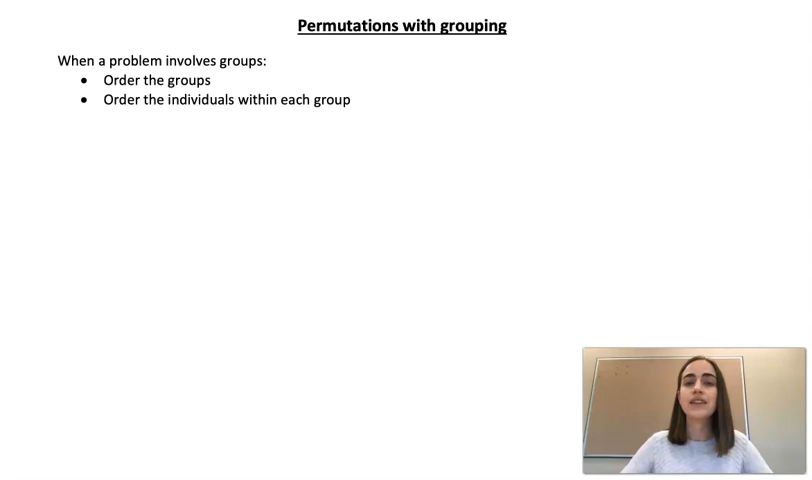 Permutations with grouping
When a problem involves groups:
• Order the groups
• Order the individuals within each group